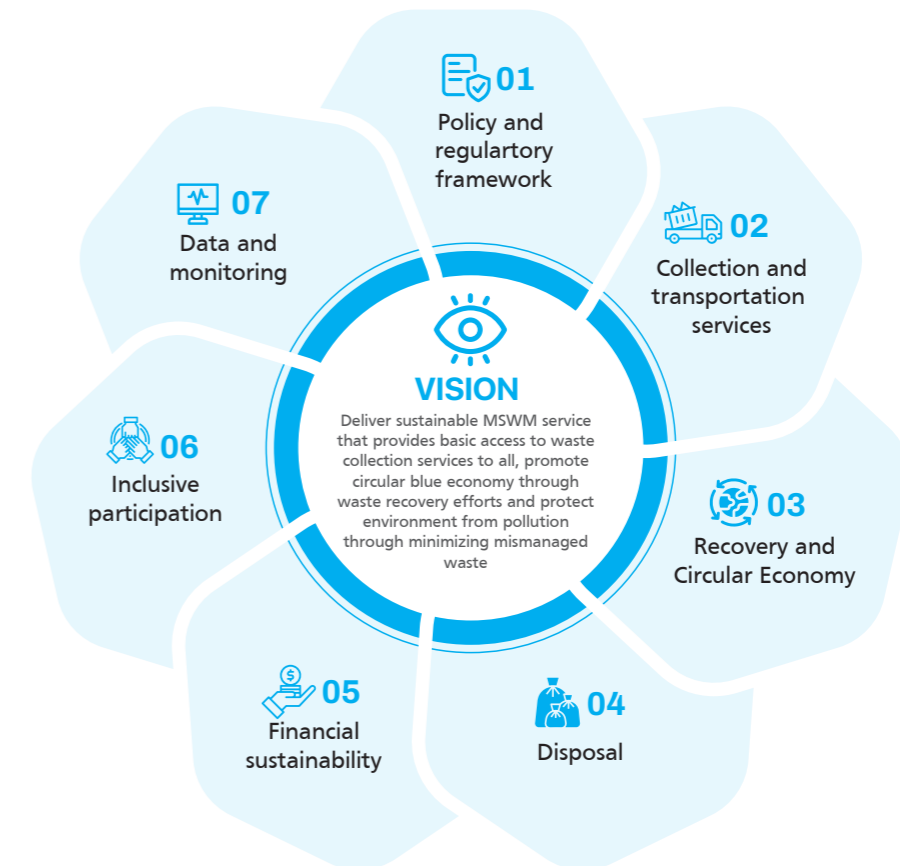 01
Policy and
regulartory
framework
02
Collection and
transportation
services
03
Recovery and
Circular Economy
04
Disposal
05
Financial
sustainability
06
Inclusive
participation
07
Data and
monitoring
VISION
Deliver sustainable MSWM service
that provides basic access to waste
collection services to all, promote
circular blue economy through
waste recovery efforts and protect
environment from pollution
through minimizing mismanaged
waste
$